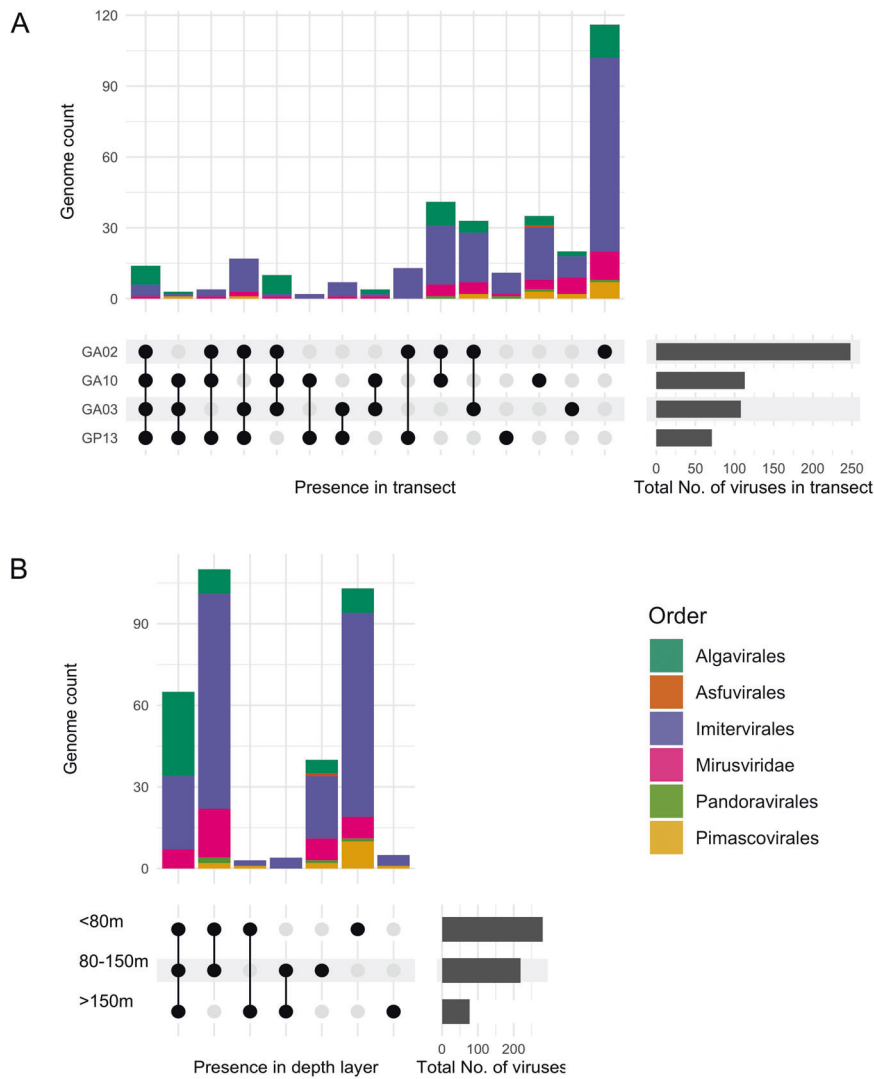 A
120
90
60
30
0
Genome count
GA02
GA10
GA03
GP13
Presence in transect
0 50 100 150 200 250
Total No. of viruses in transect
B
90
60
30
0
Genome count
<80m
80-150m
>150m
Presence in depth layer
0 100 200
Total No. of viruses
Order
Algavirales
Asfuvirales
Imitervirales
Mirusviridae
Pandoravirales
Pimascovirales